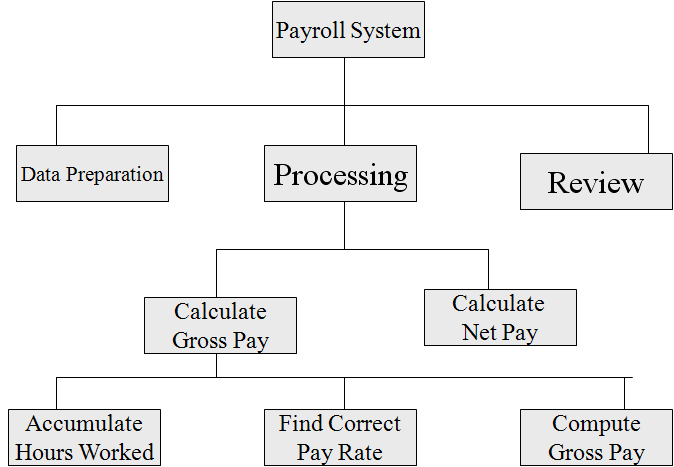 Payroll System
Data Preparation
Processing
Review
Calculate
Gross Pay
Calculate
Net Pay
Accumulate
Hours Worked
Find Correct
Pay Rate
Compute
Gross Pay